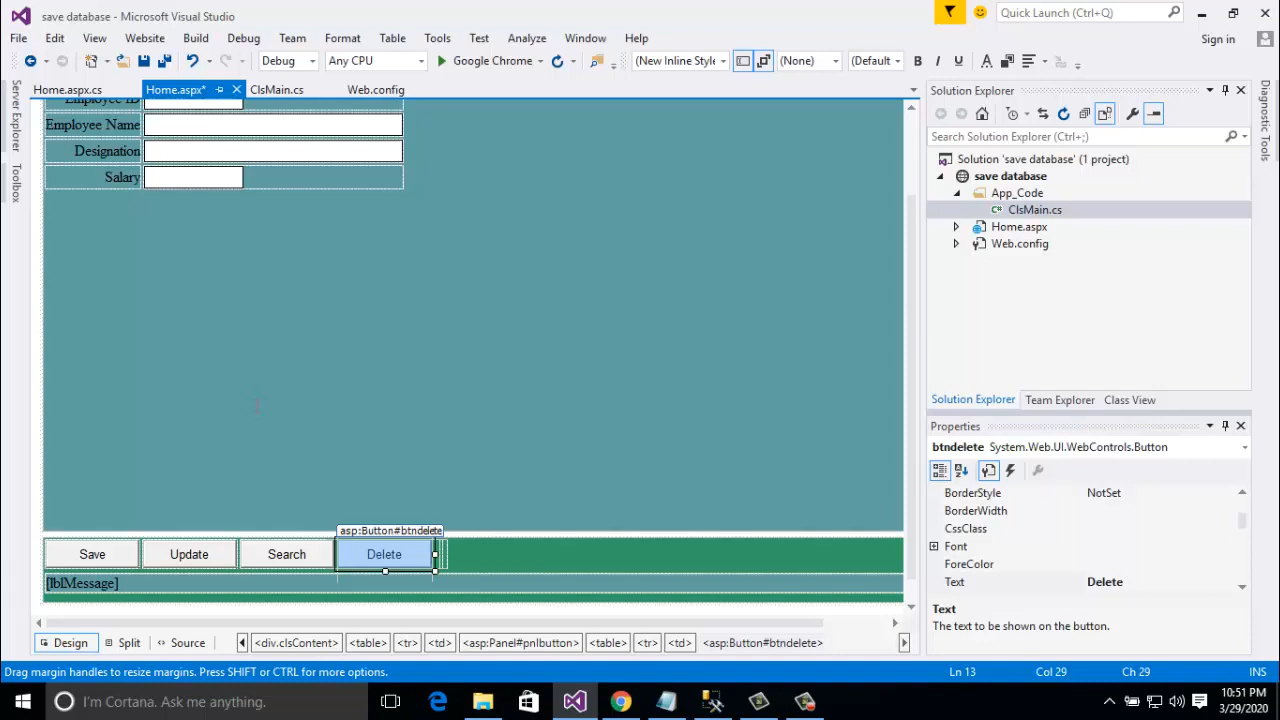 save database - Microsoft Visual Studio
Quick Launch (Ctrl+Q)
File Edit View Website Build Debug Team Format Table Tools Test Analyze Window Help
Sign in
Debug Any CPU Google Chrome (New Inline Style (None) (Default B I U A
Server Explorer
Toolbox
Home.aspx.cs Home.aspx* ClsMain.cs Web.config
Employee ID
Employee Name
Designation
Salary
asp:Button#btndelete
Save Update Search Delete
[lblMessage]
Design Split Source <div.clsContent> <table> <tr> <td> <asp:Panel#pnlbutton> <table> <tr> <td> <asp:Button#btndelete>
Solution Explorer
Search Solution Explorer (Ctrl+;)
Solution 'save database' (1 project)
save database
App_Code
ClsMain.cs
Home.aspx
Web.config
Solution Explorer Team Explorer Class View
Diagnostic Tools
Properties
btndelete System.Web.UI.WebControls.Button
BorderStyle NotSet
BorderWidth
CssClass
Font
ForeColor
Text Delete
Text
The text to be shown on the button.
Drag margin handles to resize margins. Press SHIFT or CTRL for more options. Ln 13 Col 29 Ch 29 INS
I'm Cortana. Ask me anything.
10:51 PM
3/29/2020